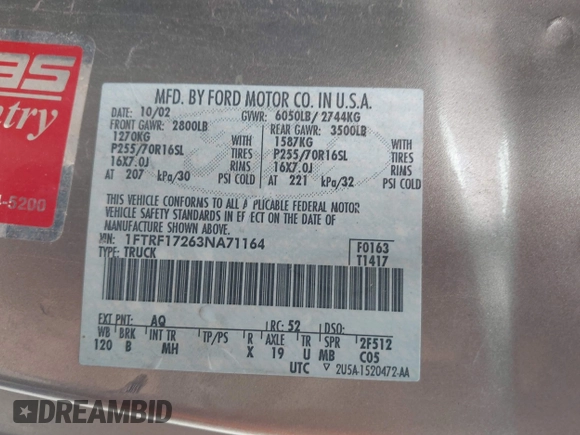 AS
ntry
-5200
MFD. BY FORD MOTOR CO. IN U.S.A.
DATE: 10/02 GVWR: 6050LB/ 2744KG
FRONT GAWR: 2800LB REAR GAWR: 3500LB
1270KG WITH 1587KG WITH
P255/70R16SL TIRES P255/70R16SL TIRES
16X7.0J RIMS 16X7.0J RIMS
AT 207 kPa/30 PSI COLD AT 221 kPa/32 PSI COLD
THIS VEHICLE CONFORMS TO ALL APPLICABLE FEDERAL MOTOR
VEHICLE SAFETY STANDARDS IN EFFECT ON THE DATE OF
MANUFACTURE SHOWN ABOVE.
VIN: 1FTRF17263NA71164 F0163
TYPE: TRUCK T1417
EXT PNT: AQ RC: 52 DSO:
WB BRK INT TR TP/PS R AXLE TR SPR 2F512
120 B MH X 19 U MB C05
UTC ▽ 2U5A-1520472-AA
DREAMBID